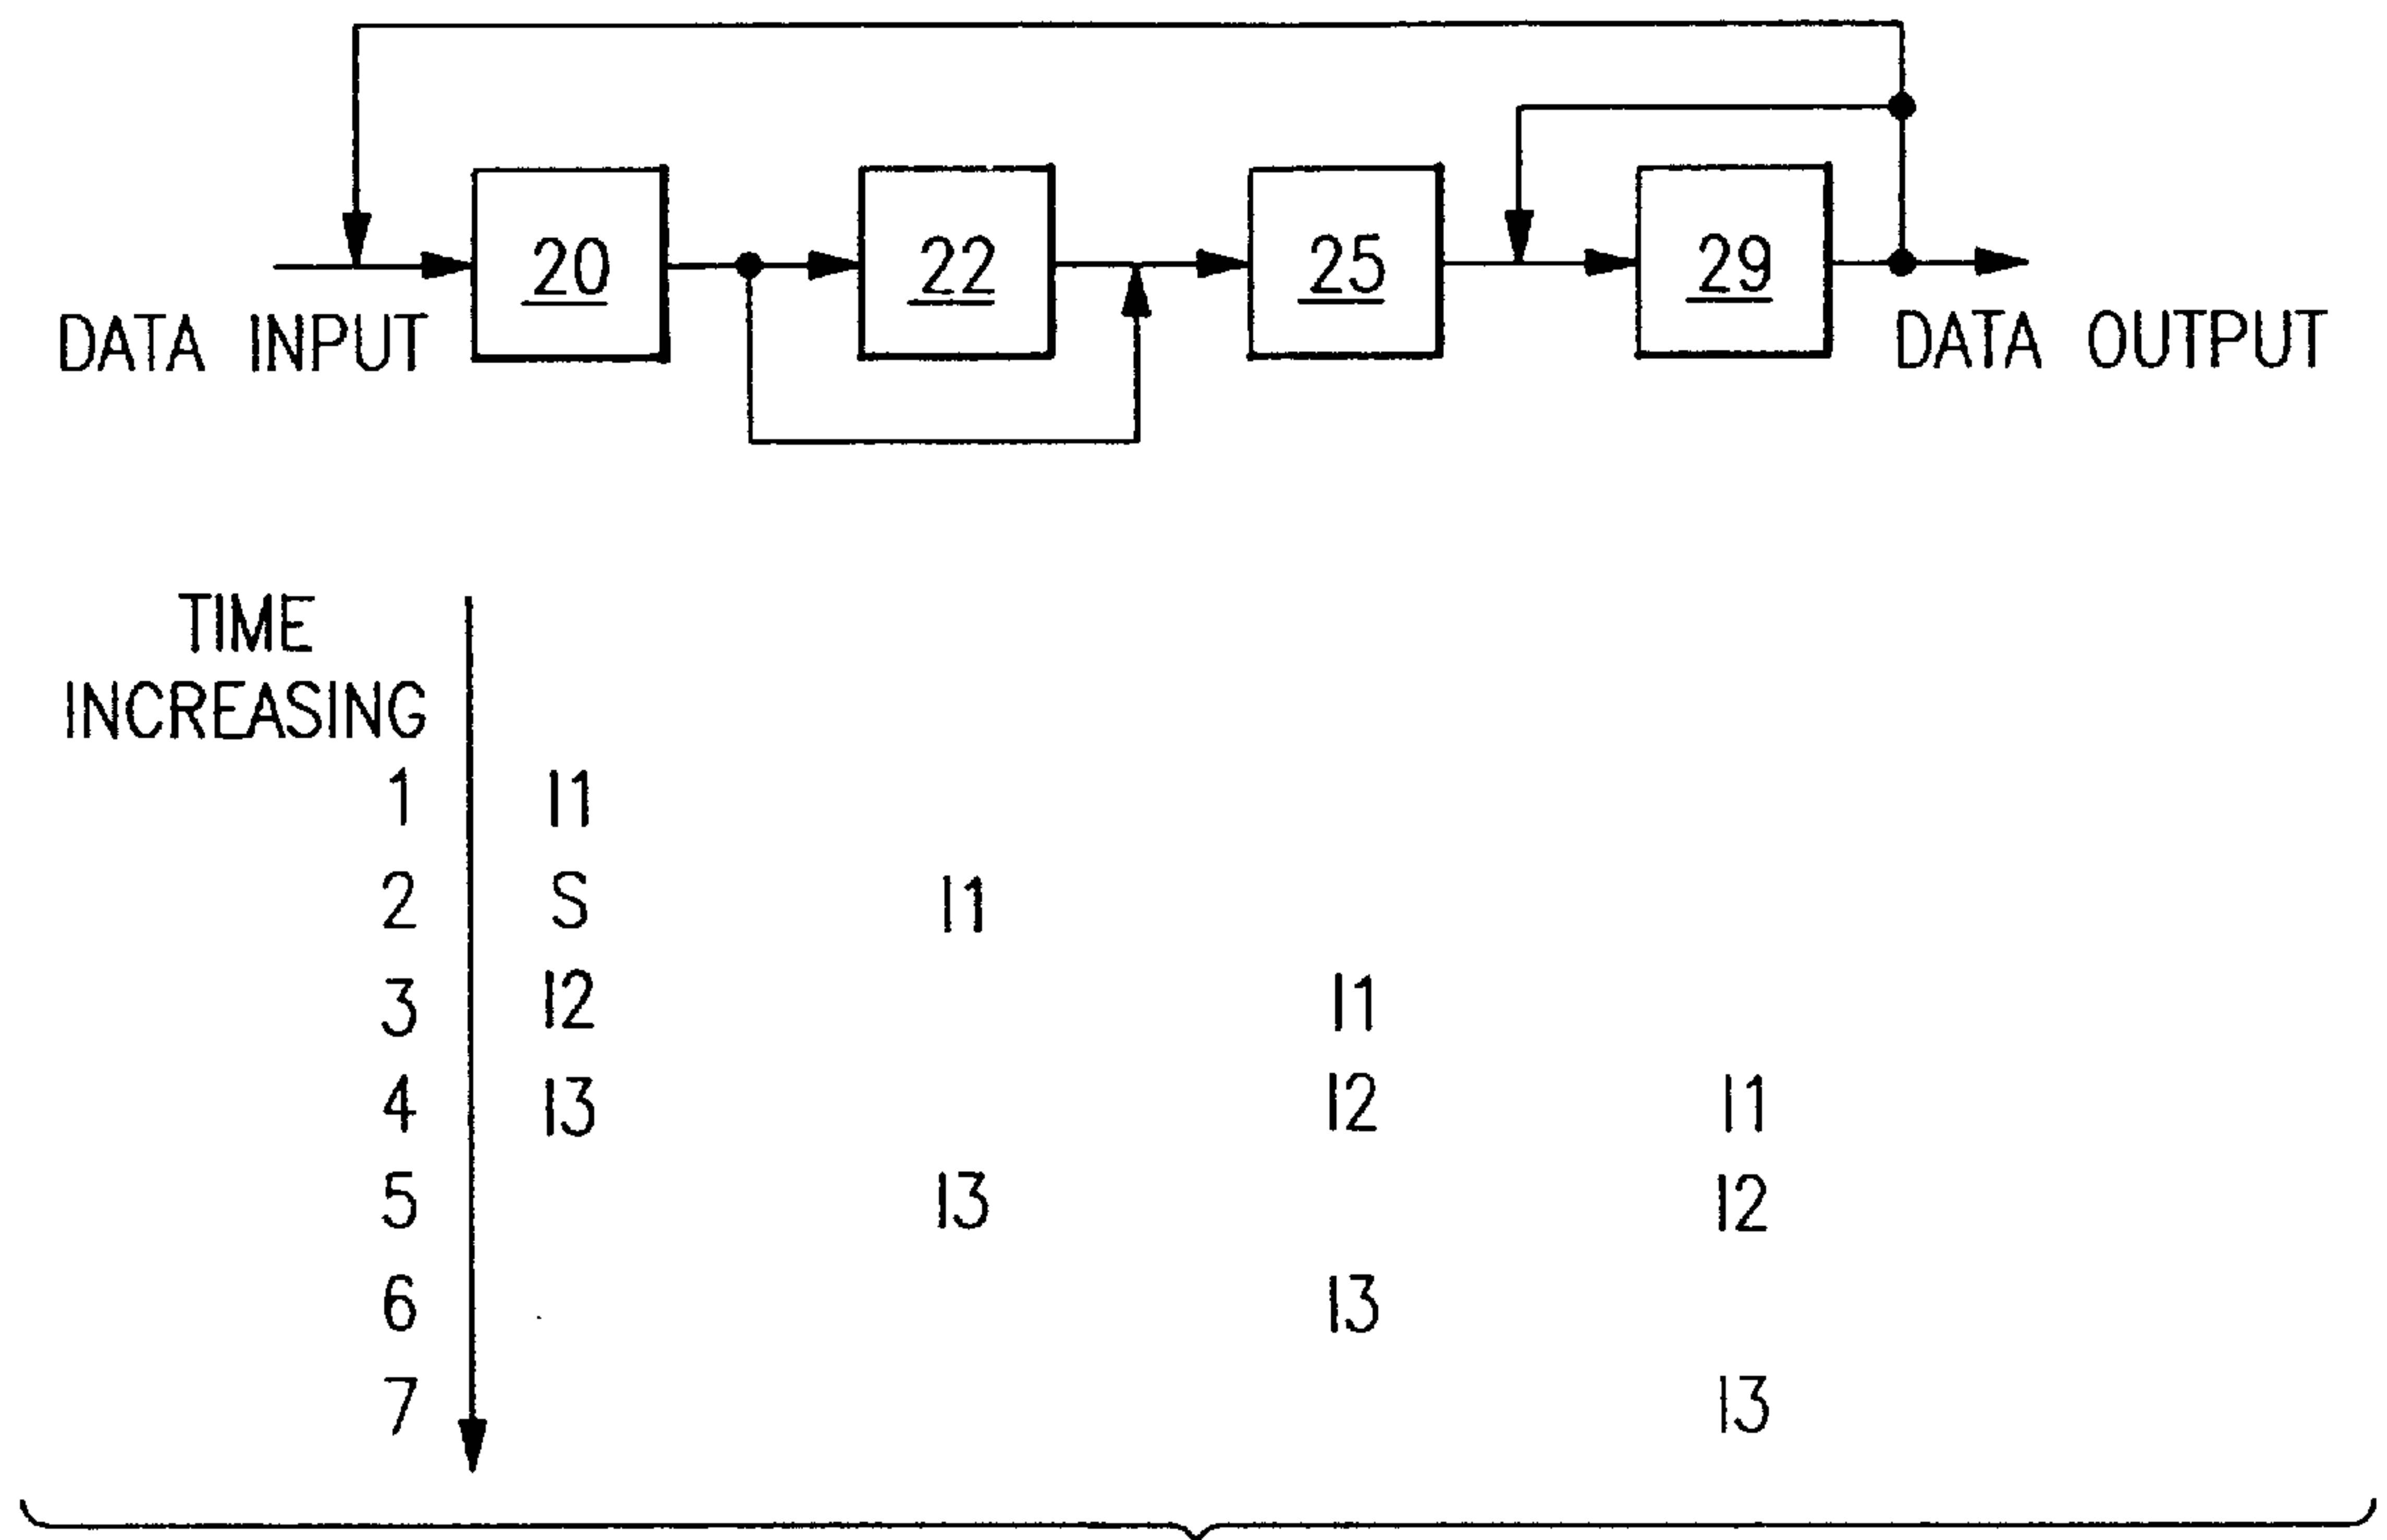 20 22 25 29
DATA INPUT DATA OUTPUT
TIME
INCREASING
1 I1
2 S I1
3 I2 I1
4 I3 I2 I1
5 I3 I2
6 I3
7 I3